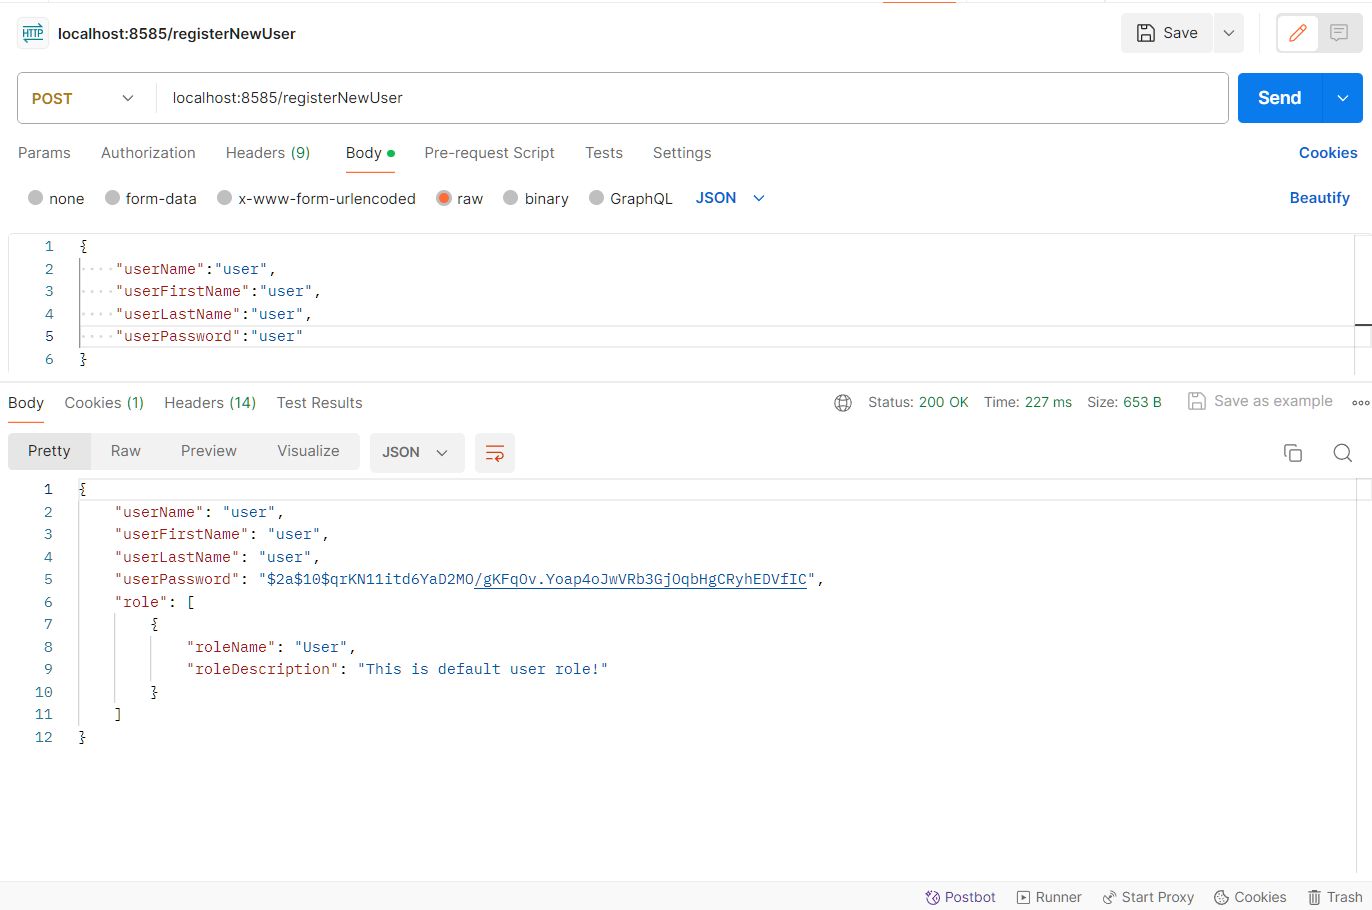 HTTP localhost:8585/registerNewUser Save
POST localhost:8585/registerNewUser Send
Params Authorization Headers (9) Body Pre-request Script Tests Settings Cookies
none form-data x-www-form-urlencoded raw binary GraphQL JSON Beautify
1 {
2 ····"userName":"user",
3 ····"userFirstName":"user",
4 ····"userLastName":"user",
5 ····"userPassword":"user"
6 }
Body Cookies (1) Headers (14) Test Results Status: 200 OK Time: 227 ms Size: 653 B Save as example
Pretty Raw Preview Visualize JSON
1 {
2 "userName": "user",
3 "userFirstName": "user",
4 "userLastName": "user",
5 "userPassword": "$2a$10$qrKN11itd6YaD2MO/gKFqOv.Yoap4oJwVRb3GjOqbHgCRyhEDVfIC",
6 "role": [
7 {
8 "roleName": "User",
9 "roleDescription": "This is default user role!"
10 }
11 ]
12 }
Postbot Runner Start Proxy Cookies Trash